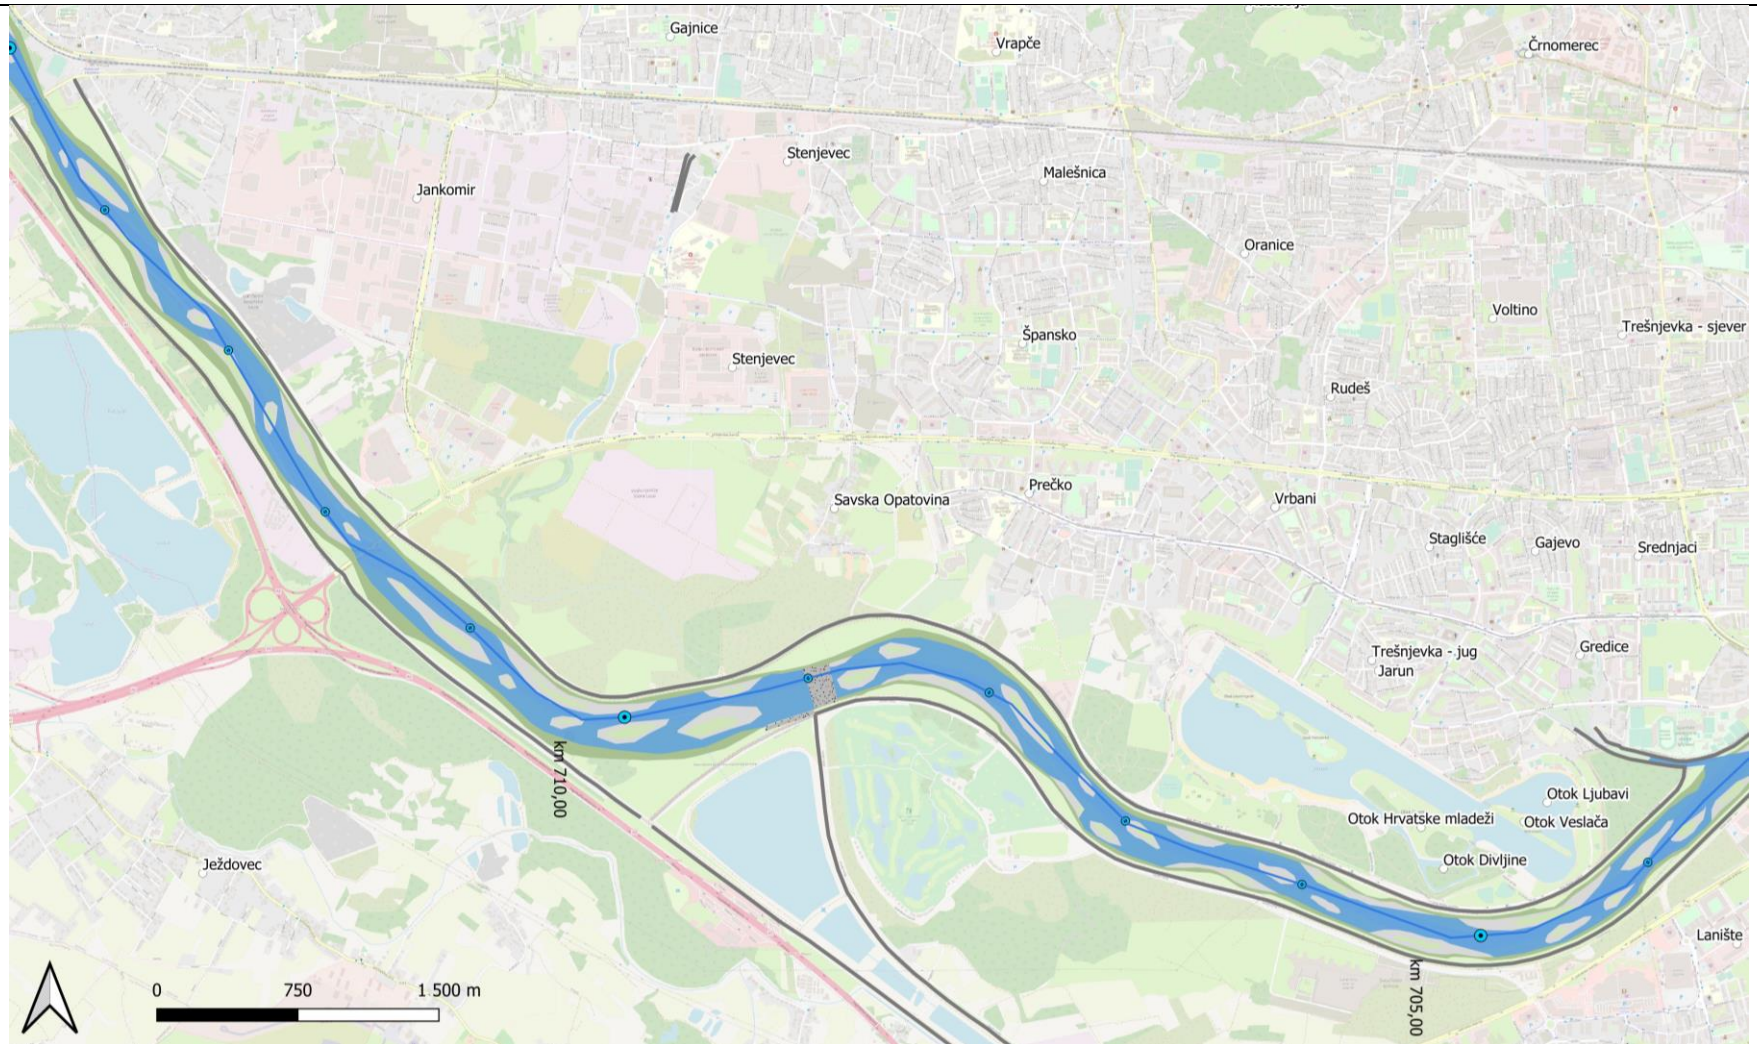 Gajnice
Vrapče
Črnomerec
Stenjevec
Malešnica
Jankomir
Oranice
Voltino
Trešnjevka - sjever
Špansko
Stenjevec
Rudeš
Prečko
Savska Opatovina
Vrbani
Staglišće
Gajevo
Srednjaci
Gredice
Trešnjevka - jug
Jarun
km 710,00
Otok Ljubavi
Otok Hrvatske mladeži
Otok Veslača
Otok Divljine
Ježdovec
Lanište
km 705,00
0 750 1 500 m